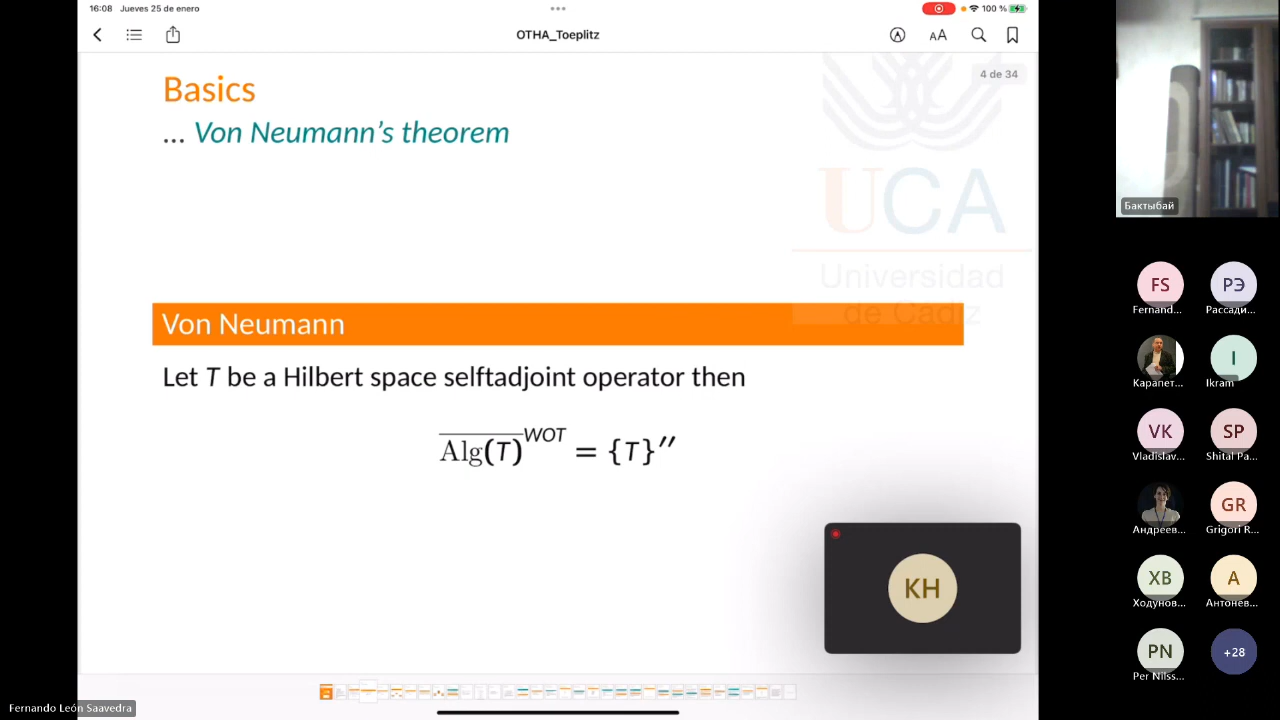 16:08 Jueves 25 de enero
100 %
OTHA_Toeplitz
AA
4 de 34
Basics
... Von Neumann's theorem
UCA
Universidad
de Cádiz
Von Neumann
Let T be a Hilbert space selftadjoint operator then
Alg(T)^WOT = {T}″
KH
Fernando León Saavedra
Бактыбай
FS
РЭ
Fernand...
Рассади...
I
Карапет...
Ikram
VK
SP
Vladislav...
Shital Pa...
GR
Андреев...
Grigori R...
ХВ
А
Ходунов...
Антонев...
PN
+28
Per Nilss...